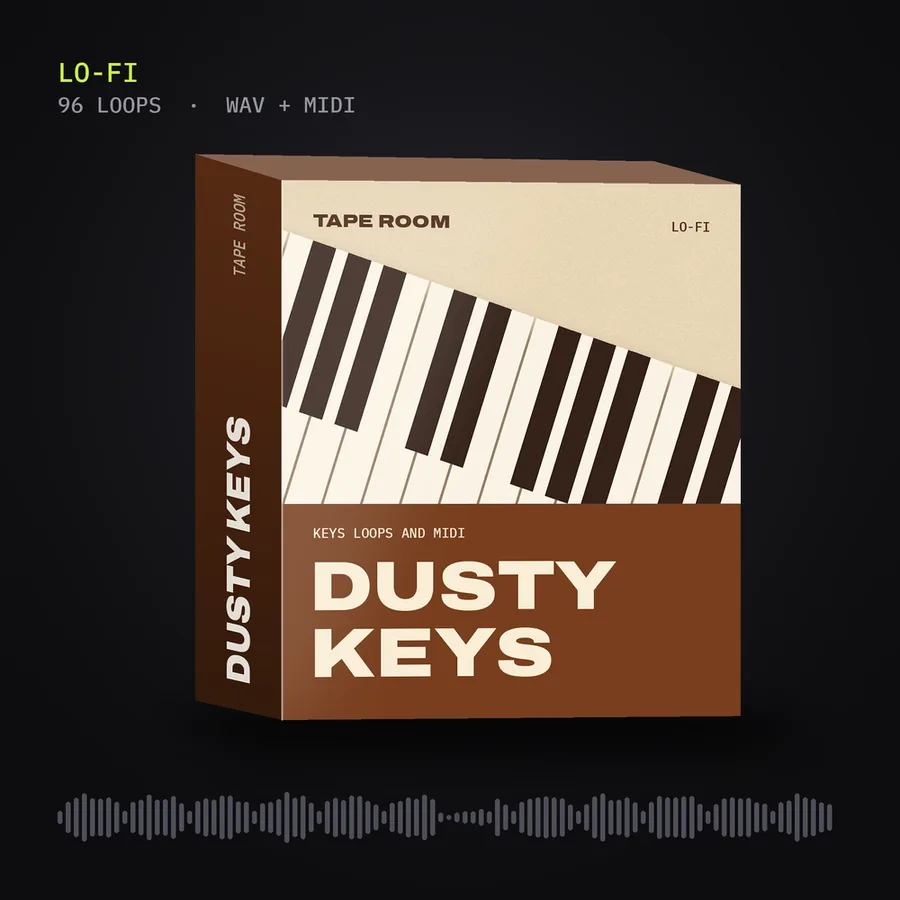 LO-FI
96 LOOPS · WAV + MIDI
TAPE ROOM
DUSTY KEYS
TAPE ROOM
LO-FI
KEYS LOOPS AND MIDI
DUSTY
KEYS